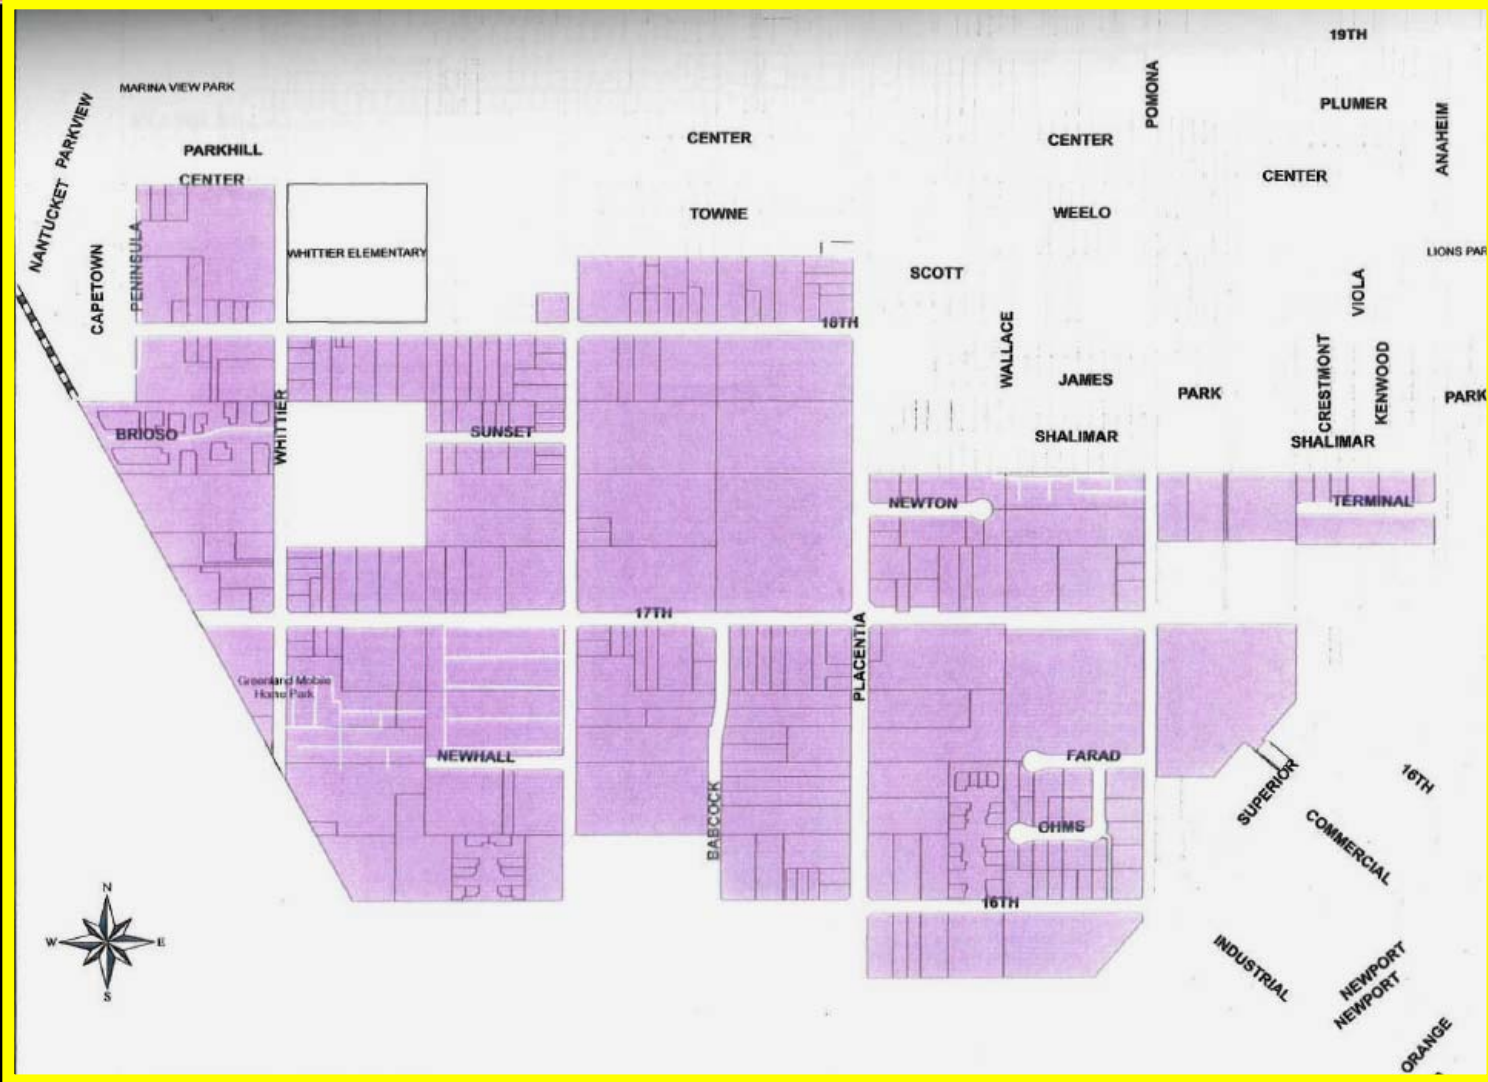 19TH
POMONA
MARINA VIEW PARK
PLUMER
NANTUCKET PARKVIEW
ANAHEIM
PARKHILL
CENTER
CENTER
CENTER
CENTER
TOWNE
WEELO
PENINSULA
WHITTIER ELEMENTARY
LIONS PAR
CAPETOWN
SCOTT
VIOLA
18TH
WALLACE
CRESTMONT
KENWOOD
JAMES
PARK
PARK
WHITTIER
BRIOSO
SUNSET
SHALIMAR
SHALIMAR
NEWTON
TERMINAL
17TH
PLACENTIA
Greenland Mobile
Home Park
NEWHALL
FARAD
SUPERIOR
16TH
BABCOCK
OHMS
COMMERCIAL
16TH
N
W
E
S
INDUSTRIAL
NEWPORT
NEWPORT
ORANGE